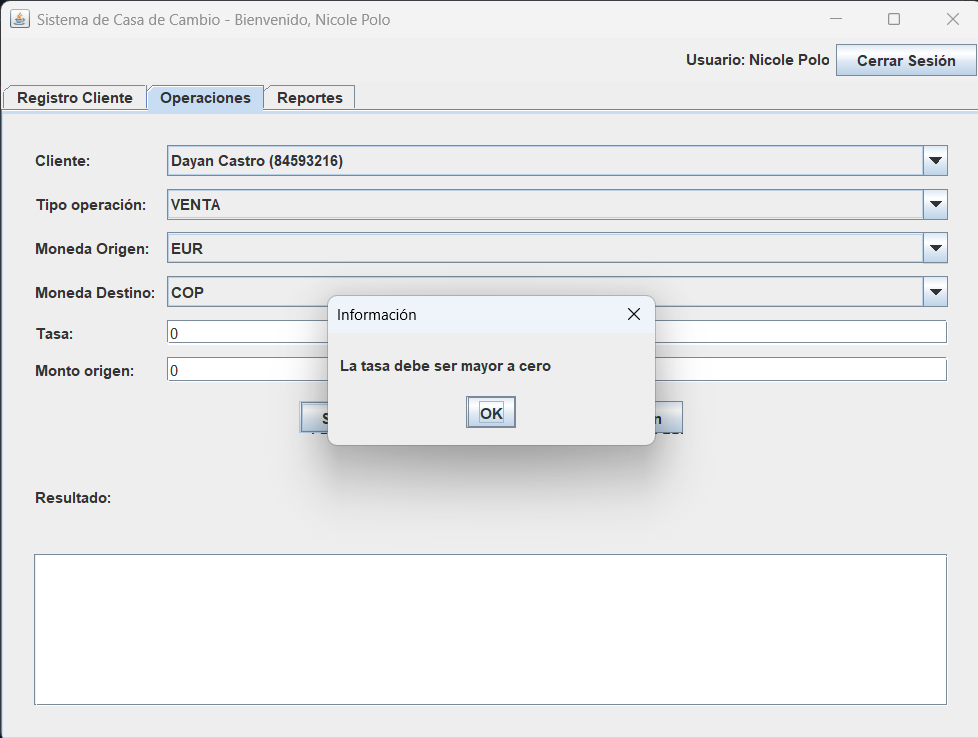 Sistema de Casa de Cambio - Bienvenido, Nicole Polo
Usuario: Nicole Polo
Cerrar Sesión
Registro Cliente
Operaciones
Reportes
Cliente:
Dayan Castro (84593216)
Tipo operación:
VENTA
Moneda Origen:
EUR
Moneda Destino:
COP
Información
Tasa:
0
La tasa debe ser mayor a cero
Monto origen:
0
OK
Resultado: